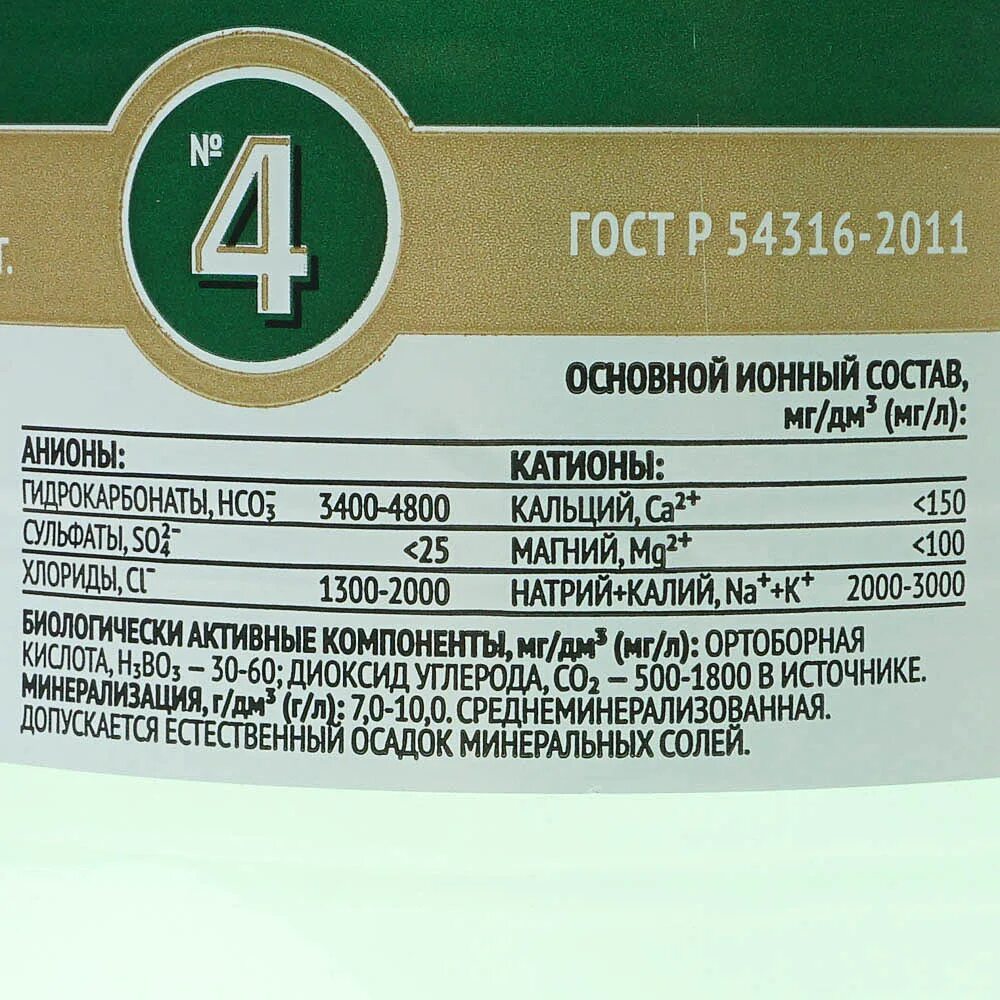 №4
г.
ГОСТ Р 54316-2011
ОСНОВНОЙ ИОННЫЙ СОСТАВ,
мг/дм³ (мг/л):
АНИОНЫ:
ГИДРОКАРБОНАТЫ, HCO₃⁻ 3400-4800
СУЛЬФАТЫ, SO₄²⁻ <25
ХЛОРИДЫ, Cl⁻ 1300-2000
КАТИОНЫ:
КАЛЬЦИЙ, Ca²⁺ <150
МАГНИЙ, Mg²⁺ <100
НАТРИЙ+КАЛИЙ, Na⁺+K⁺ 2000-3000
БИОЛОГИЧЕСКИ АКТИВНЫЕ КОМПОНЕНТЫ, мг/дм³ (мг/л): ОРТОБОРНАЯ
КИСЛОТА, H₃BO₃ – 30-60; ДИОКСИД УГЛЕРОДА, CO₂ – 500-1800 В ИСТОЧНИКЕ.
МИНЕРАЛИЗАЦИЯ, г/дм³ (г/л): 7,0-10,0. СРЕДНЕМИНЕРАЛИЗОВАННАЯ.
ДОПУСКАЕТСЯ ЕСТЕСТВЕННЫЙ ОСАДОК МИНЕРАЛЬНЫХ СОЛЕЙ.